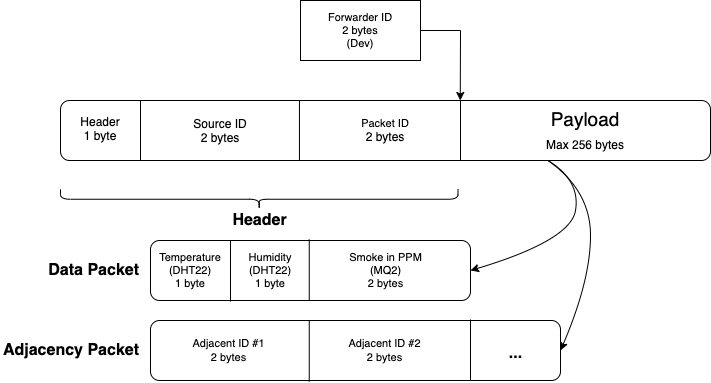 Forwarder ID
2 bytes
(Dev)
Header
1 byte
Source ID
2 bytes
Packet ID
2 bytes
Payload
Max 256 bytes
Header
Data Packet
Temperature
(DHT22)
1 byte
Humidity
(DHT22)
1 byte
Smoke in PPM
(MQ2)
2 bytes
Adjacency Packet
Adjacent ID #1
2 bytes
Adjacent ID #2
2 bytes
...